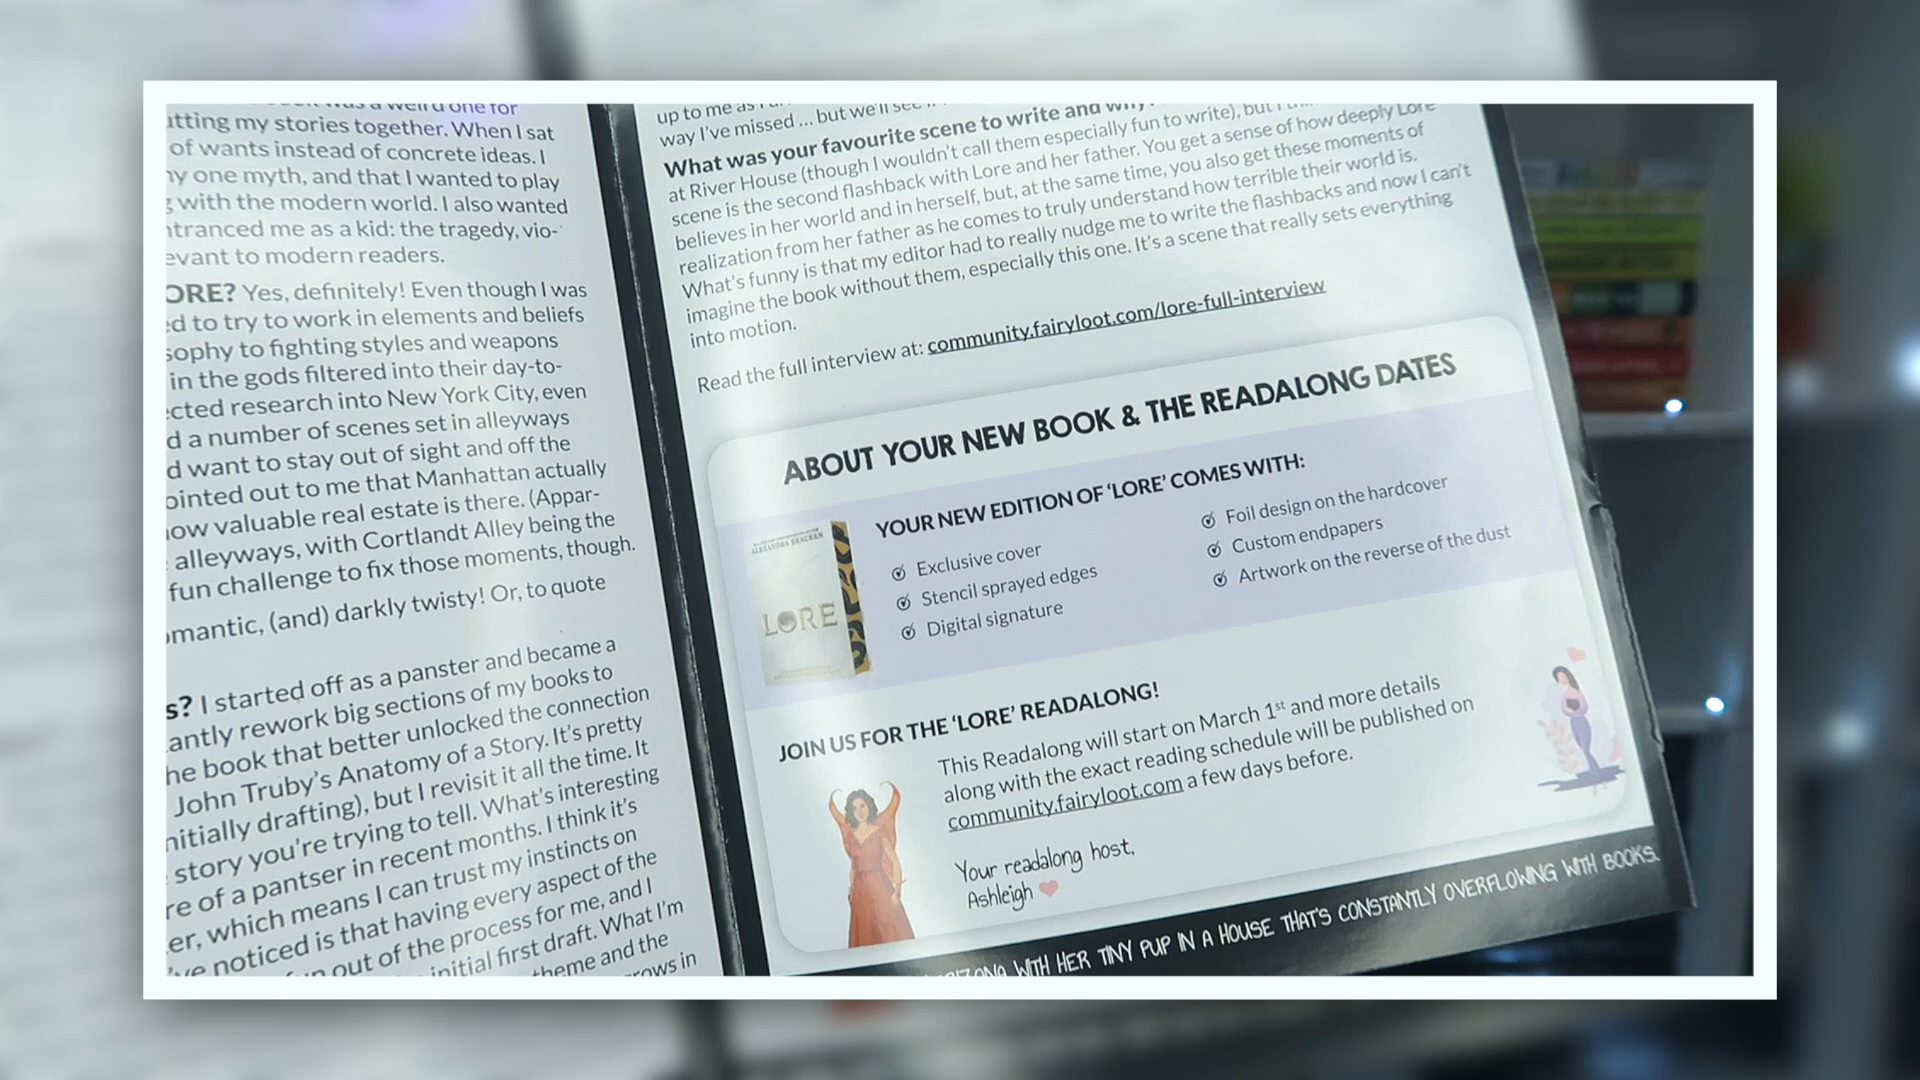 was a weird one for
utting my stories together. When I sat
of wants instead of concrete ideas. I
one myth, and that I wanted to play
with the modern world. I also wanted
ntranced me as a kid: the tragedy, vio-
evant to modern readers.
ORE? Yes, definitely! Even though I was
ed to try to work in elements and beliefs
sophy to fighting styles and weapons
in the gods filtered into their day-to-
cted research into New York City, even
d a number of scenes set in alleyways
d want to stay out of sight and off the
ointed out to me that Manhattan actually
ow valuable real estate is there. (Appar-
alleyways, with Cortlandt Alley being the
fun challenge to fix those moments, though.
omantic, (and) darkly twisty! Or, to quote
s? I started off as a panster and became a
antly rework big sections of my books to
he book that better unlocked the connection
John Truby's Anatomy of a Story. It's pretty
nitially drafting), but I revisit it all the time. It
story you're trying to tell. What's interesting
re of a pantser in recent months. I think it's
er, which means I can trust my instincts on
've noticed is that having every aspect of the
out of the process for me, and I
initial first draft. What I'm
theme and the
rows in
up to me as I
way I've missed ... but we'll see
What was your favourite scene to write and why
at River House (though I wouldn't call them especially fun to write), but I
scene is the second flashback with Lore and her father. You get a sense of how deeply Lore
believes in her world and in herself, but, at the same time, you also get these moments of
realization from her father as he comes to truly understand how terrible their world is.
What's funny is that my editor had to really nudge me to write the flashbacks and now I can't
imagine the book without them, especially this one. It's a scene that really sets everything
into motion.
Read the full interview at: community.fairyloot.com/lore-full-interview
ABOUT YOUR NEW BOOK & THE READALONG DATES
YOUR NEW EDITION OF 'LORE' COMES WITH:
Exclusive cover
Stencil sprayed edges
Digital signature
Foil design on the hardcover
Custom endpapers
Artwork on the reverse of the dust
ALEXANDRA BRACKEN
LORE
JOIN US FOR THE 'LORE' READALONG!
This Readalong will start on March 1st and more details
along with the exact reading schedule will be published on
community.fairyloot.com a few days before.
Your readalong host,
Ashleigh
WITH HER TINY PUP IN A HOUSE THAT'S CONSTANTLY OVERFLOWING WITH BOOKS.